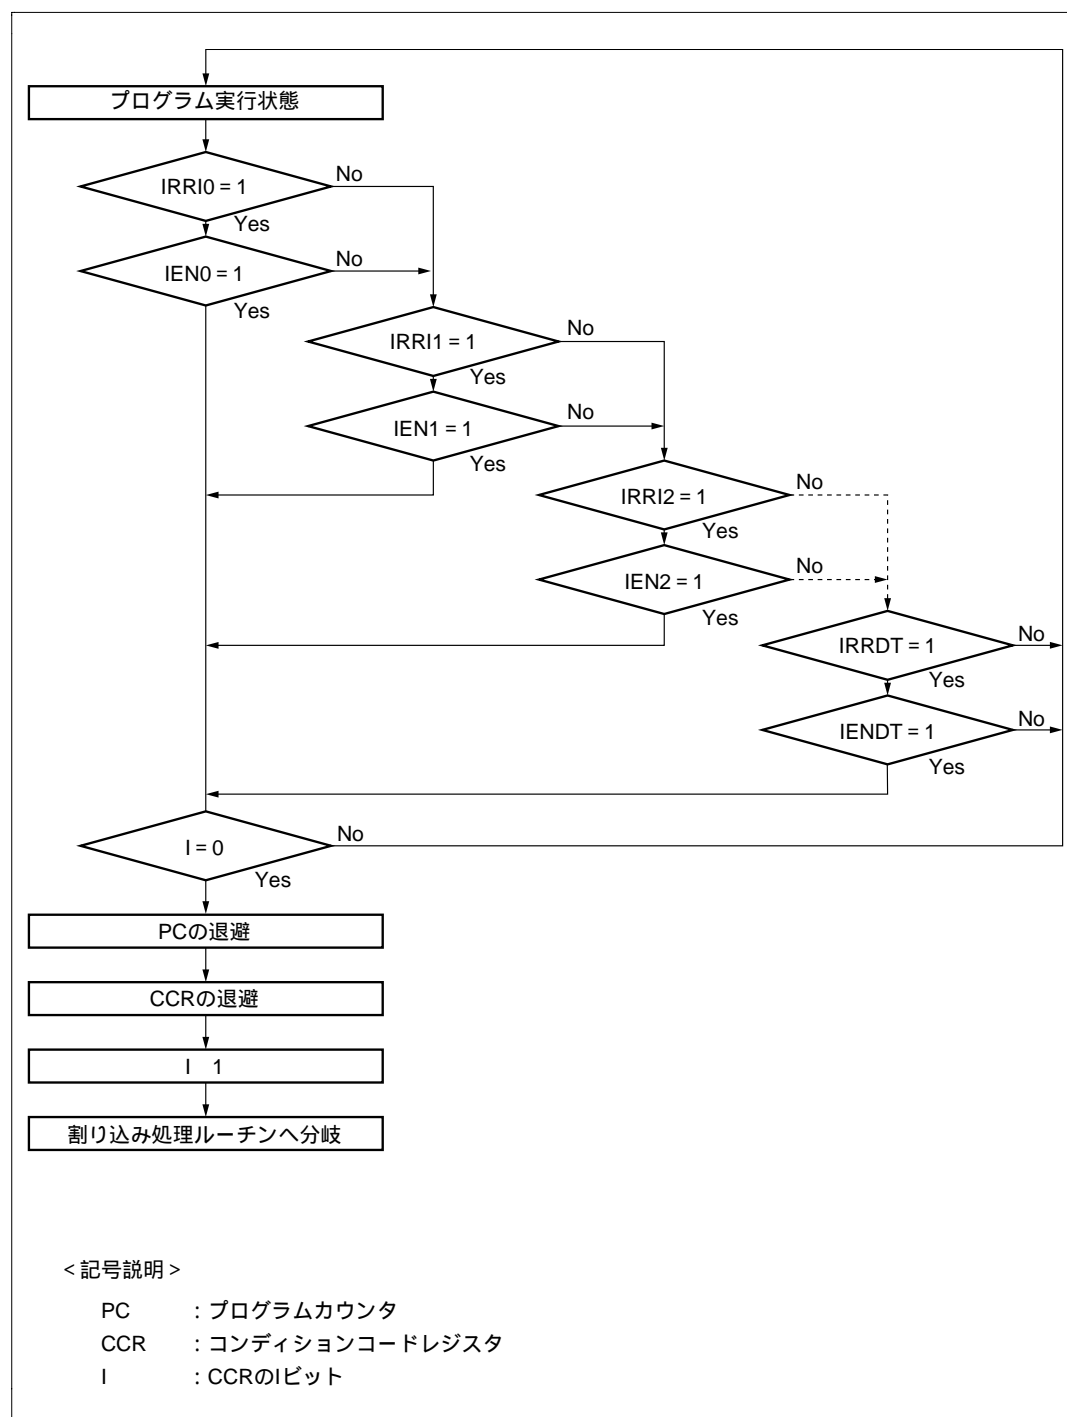 プログラム実行状態
IRRI0 = 1
No
Yes
IEN0 = 1
No
Yes
IRRI1 = 1
No
Yes
IEN1 = 1
No
Yes
IRRI2 = 1
No
Yes
IEN2 = 1
No
Yes
IRRDT = 1
No
Yes
IENDT = 1
No
Yes
I = 0
No
Yes
PCの退避
CCRの退避
I 1
割り込み処理ルーチンへ分岐
<記号説明>
PC :プログラムカウンタ
CCR :コンディションコードレジスタ
I :CCRのIビット